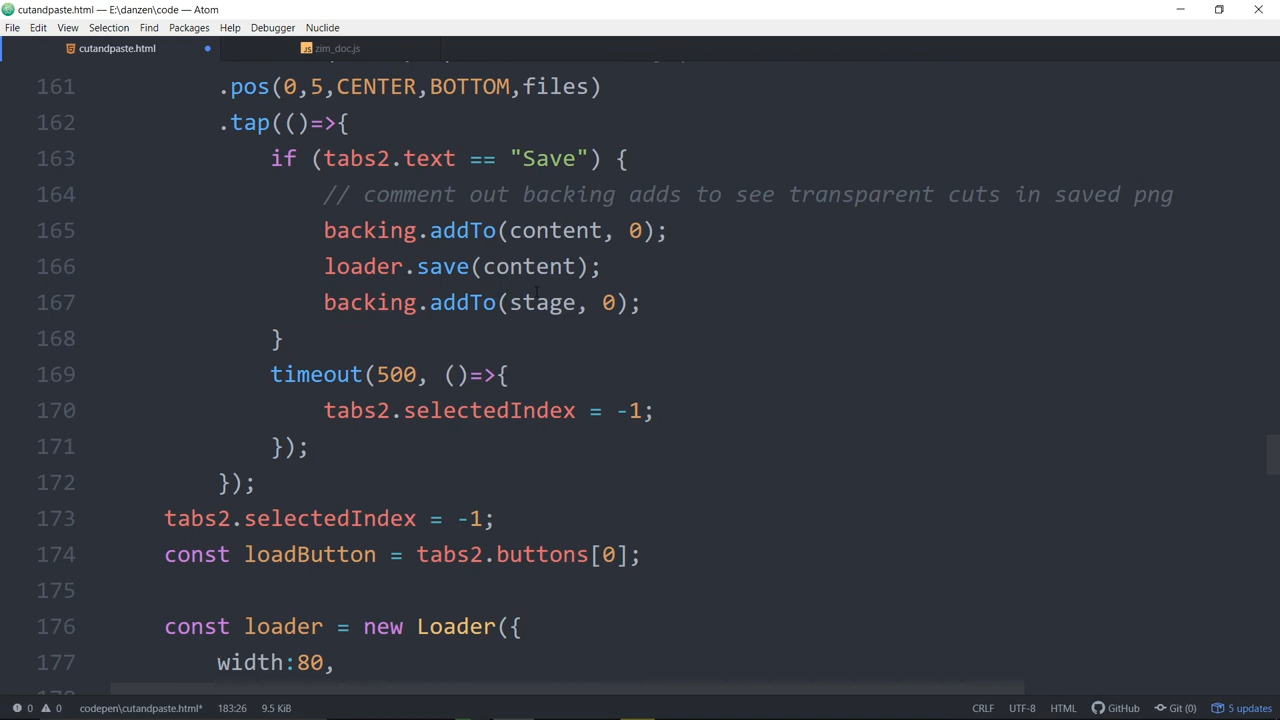 cutandpaste.html — E:\danzen\code — Atom
File Edit View Selection Find Packages Help Debugger Nuclide
cutandpaste.html zim_doc.js
161 .pos(0,5,CENTER,BOTTOM,files)
162 .tap(()=>{
163 if (tabs2.text == "Save") {
164 // comment out backing adds to see transparent cuts in saved png
165 backing.addTo(content, 0);
166 loader.save(content);
167 backing.addTo(stage, 0);
168 }
169 timeout(500, ()=>{
170 tabs2.selectedIndex = -1;
171 });
172 });
173 tabs2.selectedIndex = -1;
174 const loadButton = tabs2.buttons[0];
175
176 const loader = new Loader({
177 width:80,
0 0 codepen\cutandpaste.html* 183:26 9.5 KiB CRLF UTF-8 HTML GitHub Git (0) 5 updates